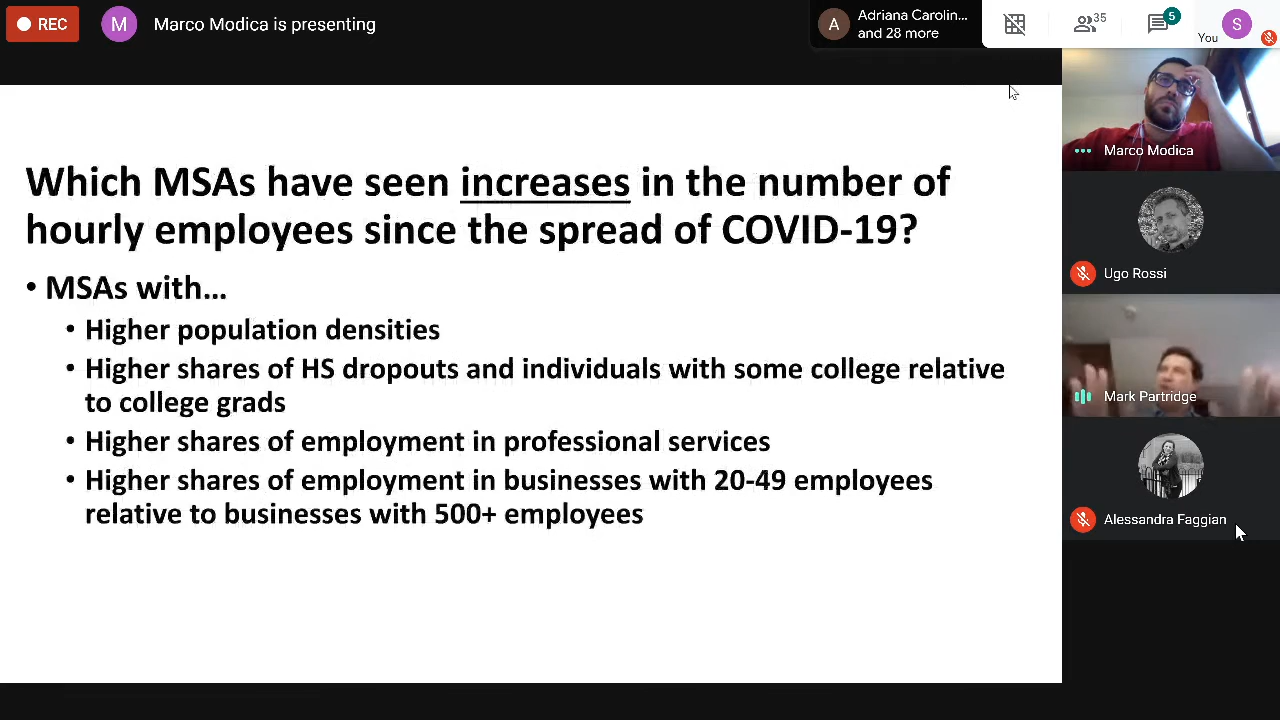 REC
M
Marco Modica is presenting
A
Adriana Carolin...
and 28 more
35
5
You
S
Which MSAs have seen increases in the number of
hourly employees since the spread of COVID-19?
• MSAs with...
• Higher population densities
• Higher shares of HS dropouts and individuals with some college relative
to college grads
• Higher shares of employment in professional services
• Higher shares of employment in businesses with 20-49 employees
relative to businesses with 500+ employees
Marco Modica
Ugo Rossi
Mark Partridge
Alessandra Faggian